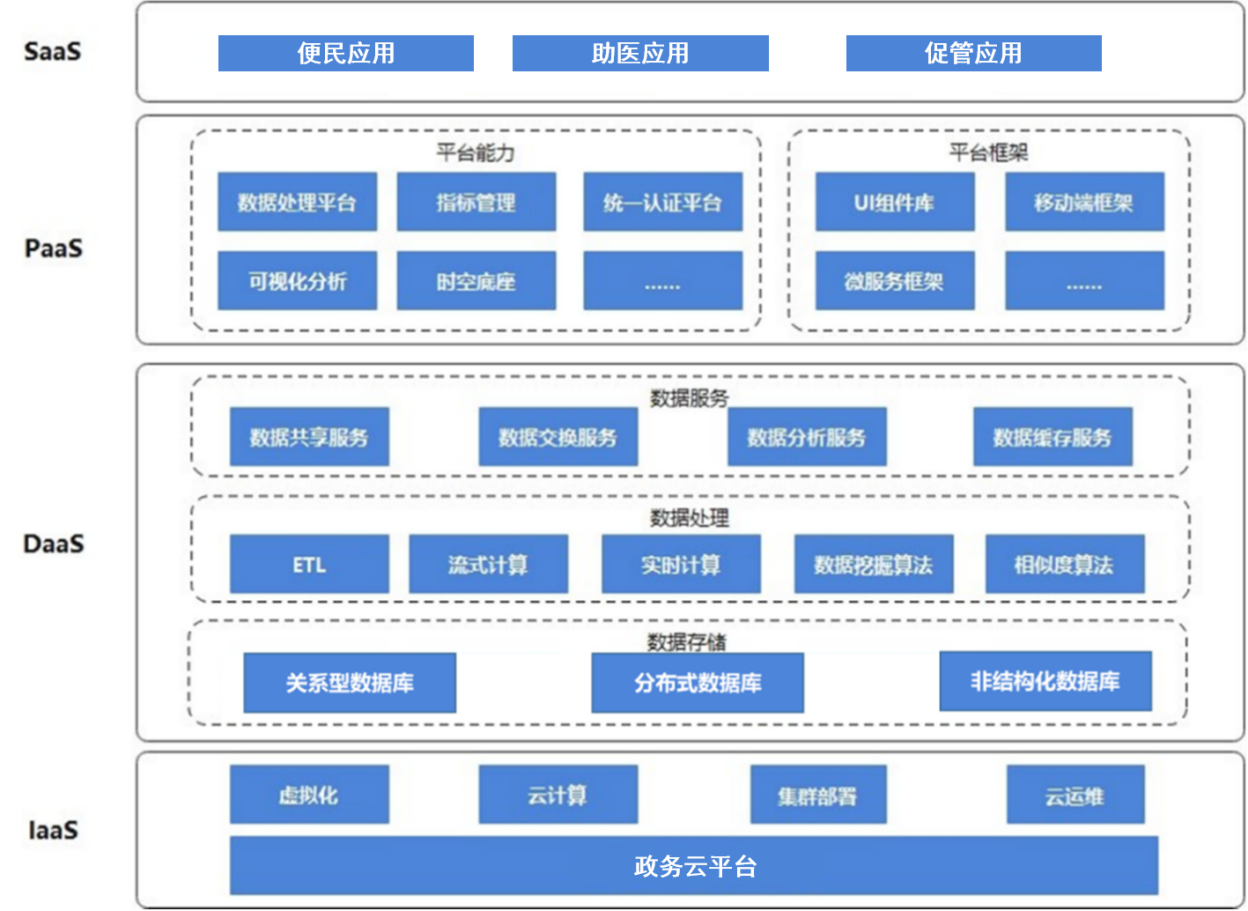 SaaS
便民应用
助医应用
促管应用
PaaS
平台能力
数据处理平台
指标管理
统一认证平台
可视化分析
时空底座
......
平台框架
UI组件库
移动端框架
微服务框架
......
DaaS
数据服务
数据共享服务
数据交换服务
数据分析服务
数据缓存服务
数据处理
ETL
流式计算
实时计算
数据挖掘算法
相似度算法
数据存储
关系型数据库
分布式数据库
非结构化数据库
IaaS
虚拟化
云计算
集群部署
云运维
政务云平台